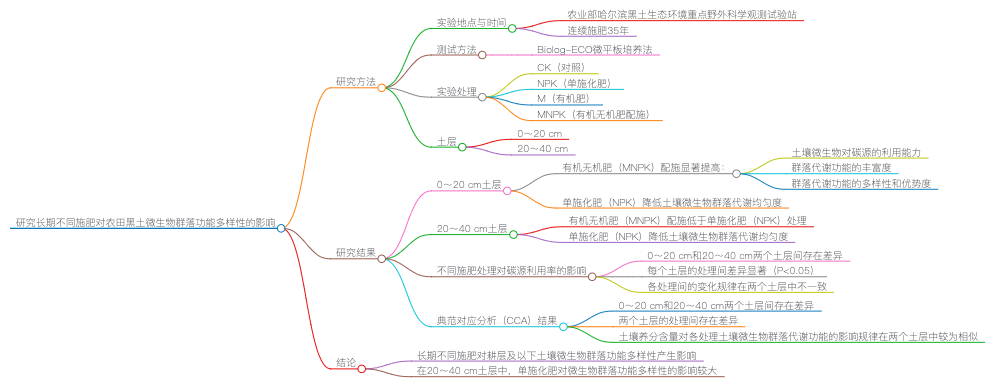 研究长期不同施肥对农田黑土微生物群落功能多样性的影响
研究方法
实验地点与时间
农业部哈尔滨黑土生态环境重点野外科学观测试验站
连续施肥35年
测试方法
Biolog-ECO微平板培养法
实验处理
CK（对照）
NPK（单施化肥）
M（有机肥）
MNPK（有机无机肥配施）
土层
0～20 cm
20～40 cm
研究结果
0～20 cm土层
有机无机肥（MNPK）配施显著提高：
土壤微生物对碳源的利用能力
群落代谢功能的丰富度
群落代谢功能的多样性和优势度
单施化肥（NPK）降低土壤微生物群落代谢均匀度
20～40 cm土层
有机无机肥（MNPK）配施低于单施化肥（NPK）处理
单施化肥（NPK）降低土壤微生物群落代谢均匀度
不同施肥处理对碳源利用率的影响
0～20 cm和20～40 cm两个土层间存在差异
每个土层的处理间差异显著（P<0.05）
各处理间的变化规律在两个土层中不一致
典范对应分析（CCA）结果
0～20 cm和20～40 cm两个土层间存在差异
两个土层的处理间存在差异
土壤养分含量对各处理土壤微生物群落代谢功能的影响规律在两个土层中较为相似
结论
长期不同施肥对耕层及以下土壤微生物群落功能多样性产生影响
在20～40 cm土层中，单施化肥对微生物群落功能多样性的影响较大